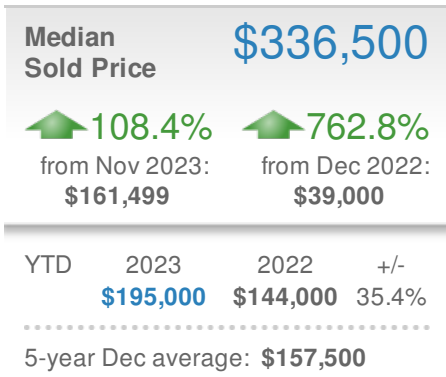 Median
Sold Price
$336,500
108.4%
from Nov 2023:
$161,499
762.8%
from Dec 2022:
$39,000
YTD 2023 2022 +/-
$195,000 $144,000 35.4%
5-year Dec average: $157,500